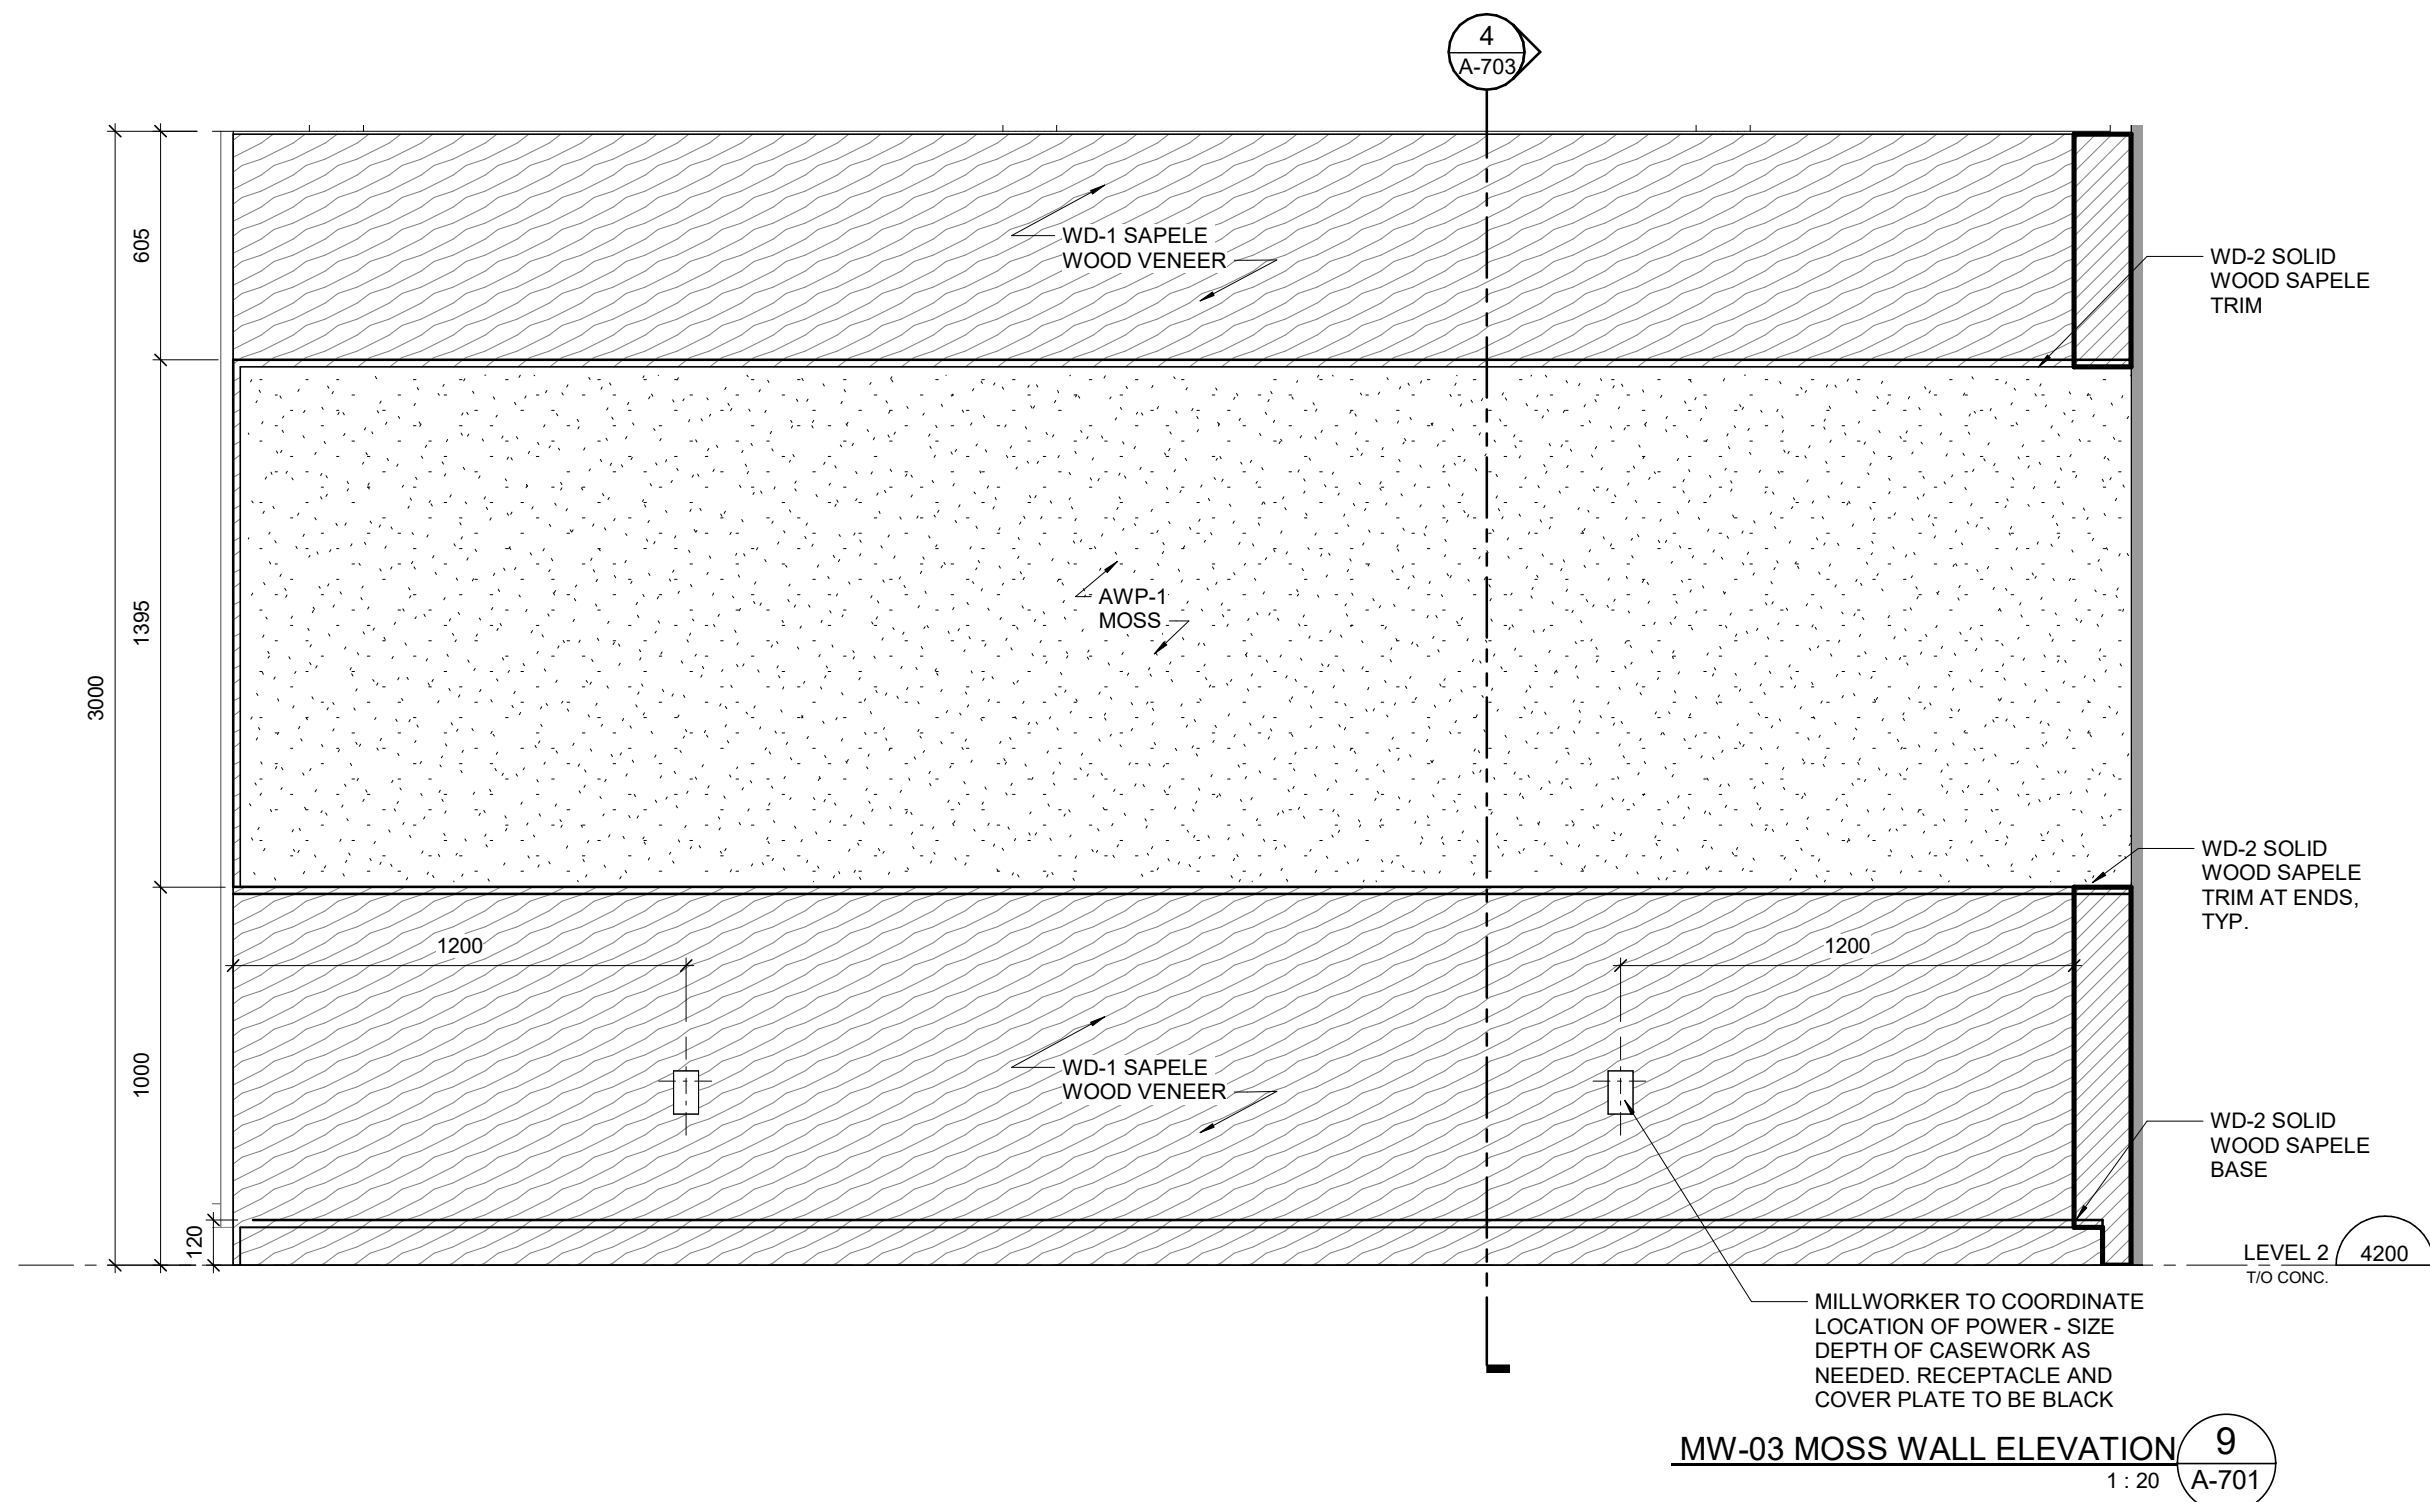 4
A-703
605
1395
3000
1000
120
WD-1 SAPELE
WOOD VENEER
WD-2 SOLID
WOOD SAPELE
TRIM
AWP-1
MOSS
WD-2 SOLID
WOOD SAPELE
TRIM AT ENDS,
TYP.
1200
1200
WD-1 SAPELE
WOOD VENEER
WD-2 SOLID
WOOD SAPELE
BASE
LEVEL 2
T/O CONC.
4200
MILLWORKER TO COORDINATE
LOCATION OF POWER - SIZE
DEPTH OF CASEWORK AS
NEEDED. RECEPTACLE AND
COVER PLATE TO BE BLACK
MW-03 MOSS WALL ELEVATION
1 : 20
9
A-701